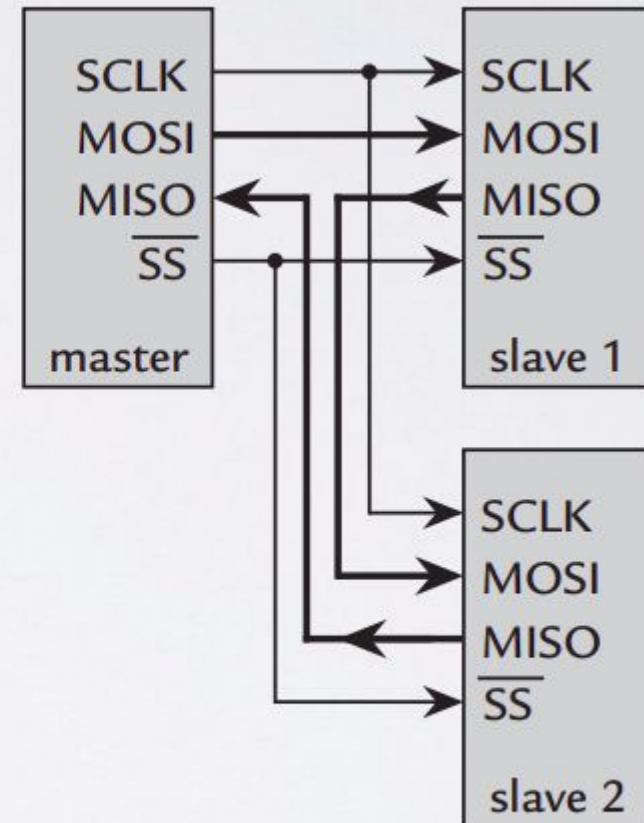 SCLK
MOSI
MISO
SS
master
SCLK
MOSI
MISO
SS
slave 1
SCLK
MOSI
MISO
SS
slave 2